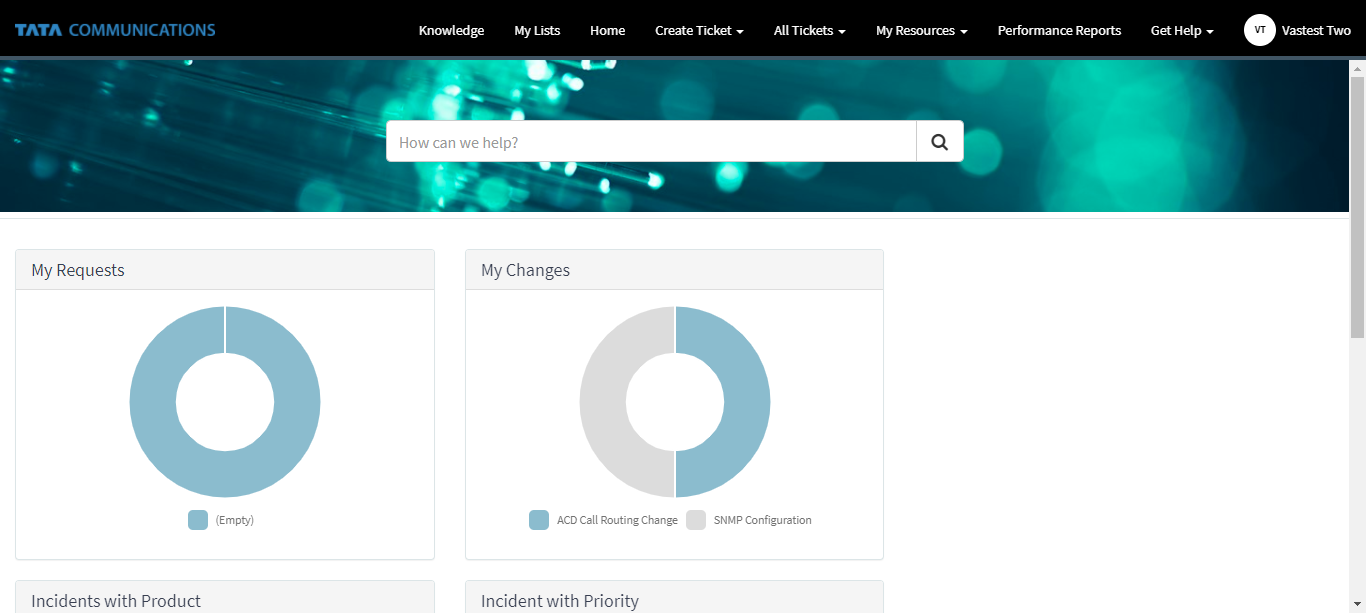 TATA COMMUNICATIONS
Knowledge My Lists Home Create Ticket All Tickets My Resources Performance Reports Get Help VT Vastest Two
How can we help?
My Requests
(Empty)
My Changes
ACD Call Routing Change SNMP Configuration
Incidents with Product
Incident with Priority